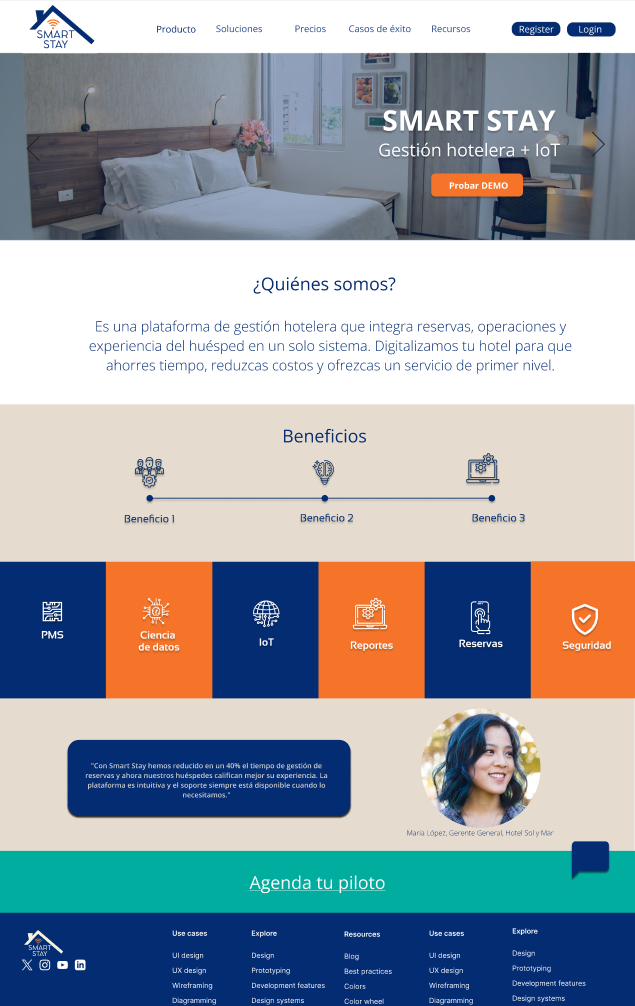 SMART
STAY
Producto
Soluciones
Precios
Casos de éxito
Recursos
Register
Login
SMART STAY
Gestión hotelera + IoT
Probar DEMO
¿Quiénes somos?
Es una plataforma de gestión hotelera que integra reservas, operaciones y
experiencia del huésped en un solo sistema. Digitalizamos tu hotel para que
ahorres tiempo, reduzcas costos y ofrezcas un servicio de primer nivel.
Beneficios
Beneficio 1
Beneficio 2
Beneficio 3
PMS
Ciencia
de datos
IoT
Reportes
Reservas
Seguridad
"Con Smart Stay hemos reducido en un 40% el tiempo de gestión de
reservas y ahora nuestros huéspedes califican mejor su experiencia. La
plataforma es intuitiva y el soporte siempre está disponible cuando lo
necesitamos."
María López, Gerente General, Hotel Sol y Mar
Agenda tu piloto
SMART
STAY
Use cases
UI design
UX design
Wireframing
Diagramming
Explore
Design
Prototyping
Development features
Design systems
Resources
Blog
Best practices
Colors
Color wheel
Use cases
UI design
UX design
Wireframing
Diagramming
Explore
Design
Prototyping
Development features
Design systems